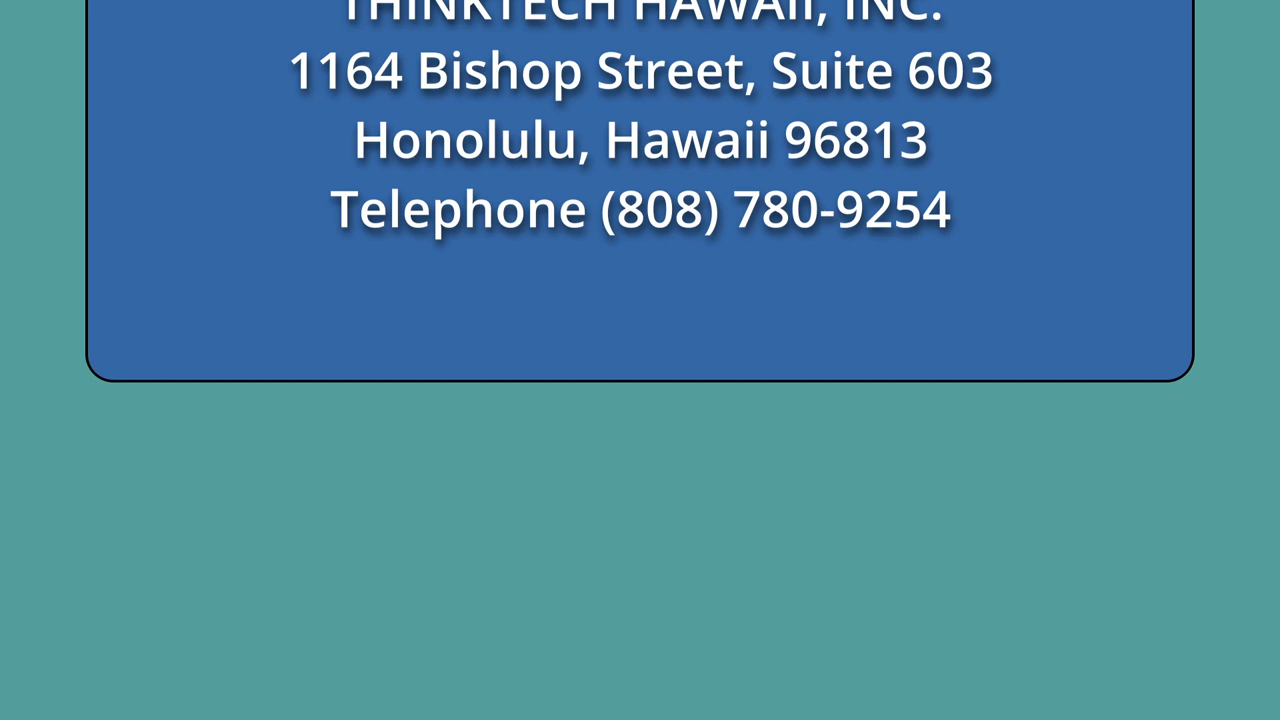 THINKTECH HAWAII, INC.
1164 Bishop Street, Suite 603
Honolulu, Hawaii 96813
Telephone (808) 780-9254